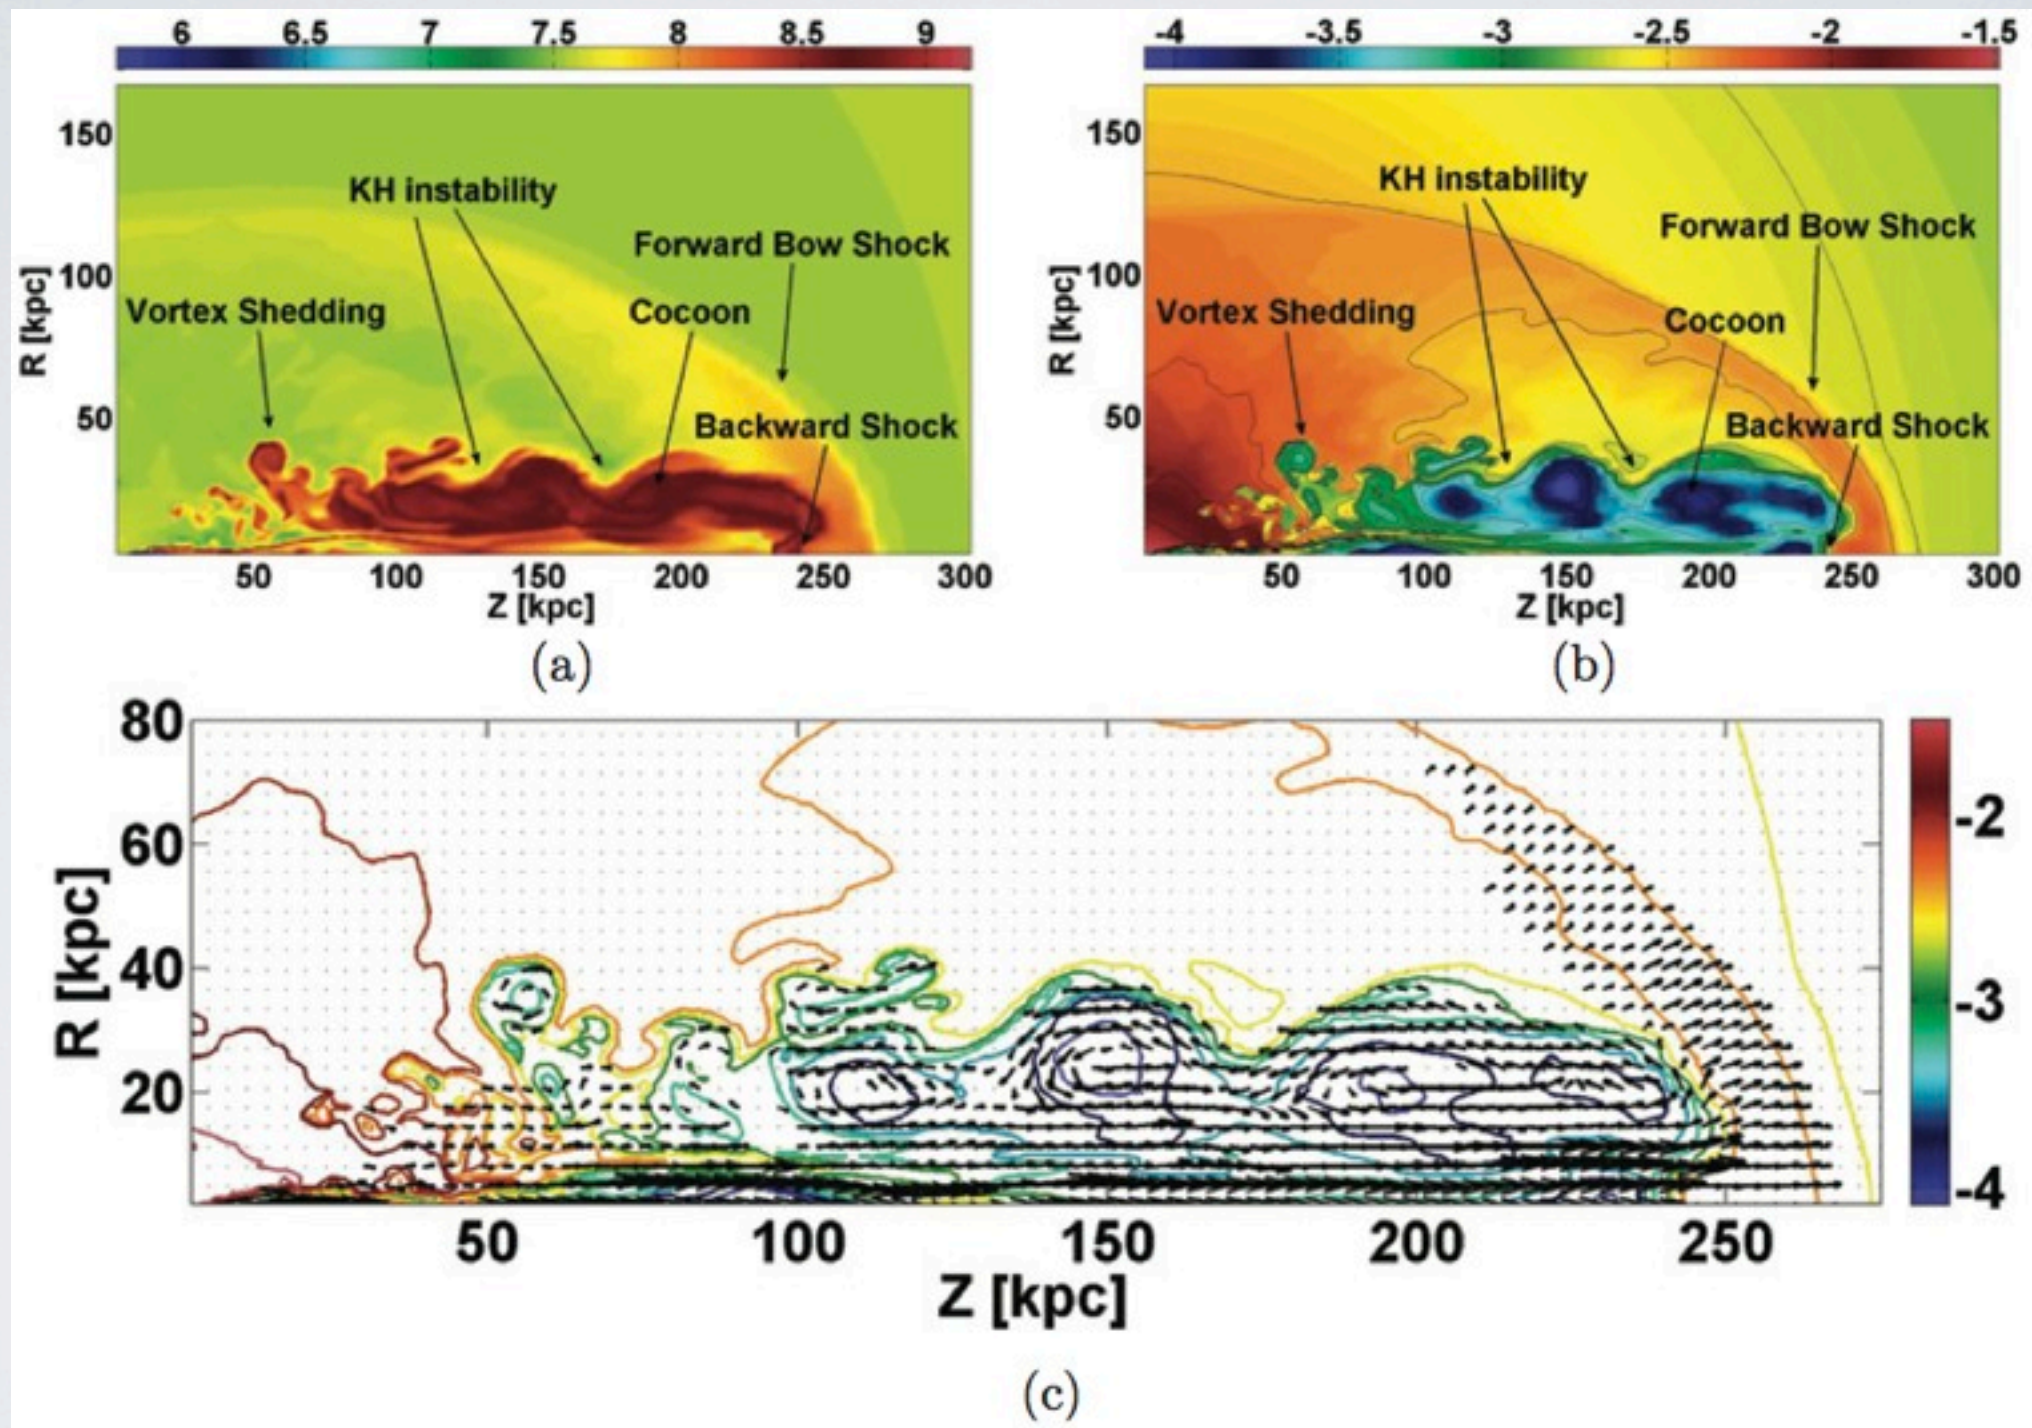 6 6.5 7 7.5 8 8.5 9
150
100
50
R [kpc]
KH instability
Forward Bow Shock
Vortex Shedding
Cocoon
Backward Shock
50 100 150 200 250 300
Z [kpc]
(a)
-4 -3.5 -3 -2.5 -2 -1.5
150
100
50
R [kpc]
KH instability
Forward Bow Shock
Vortex Shedding
Cocoon
Backward Shock
50 100 150 200 250 300
Z [kpc]
(b)
80
60
40
20
R [kpc]
50 100 150 200 250
Z [kpc]
-2
-3
-4
(c)